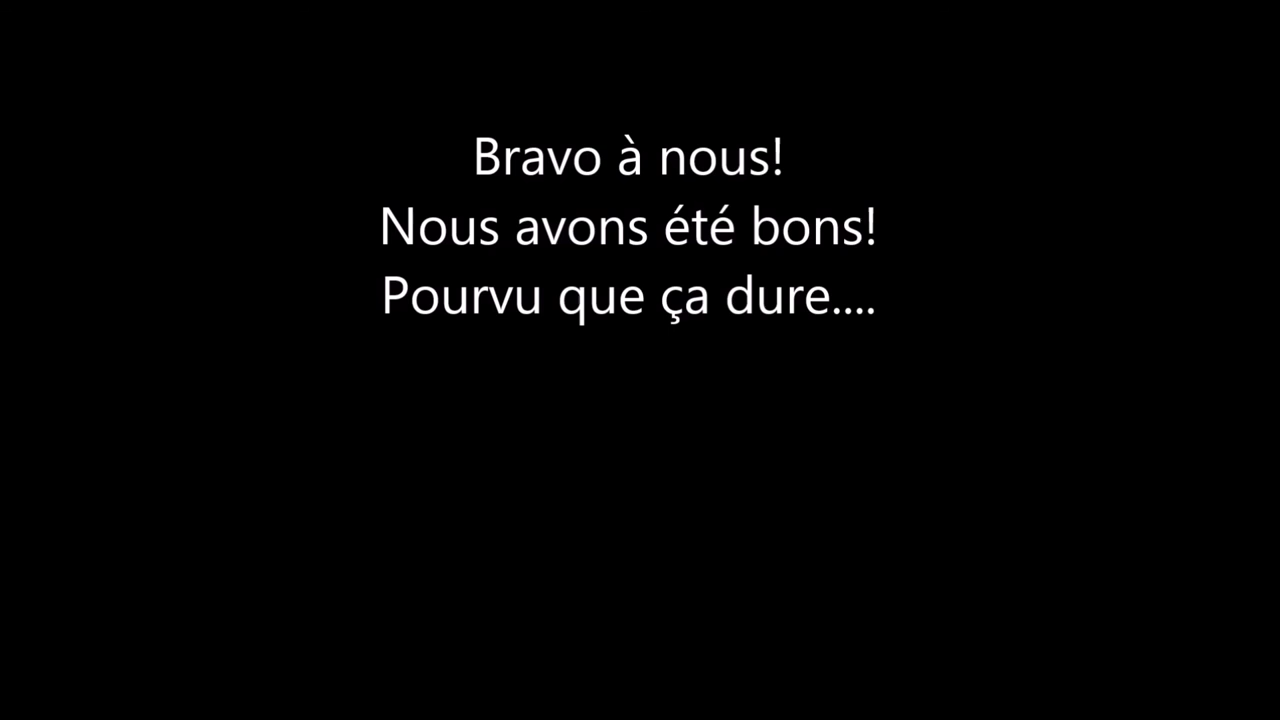 Bravo à nous!
Nous avons été bons!
Pourvu que ça dure....